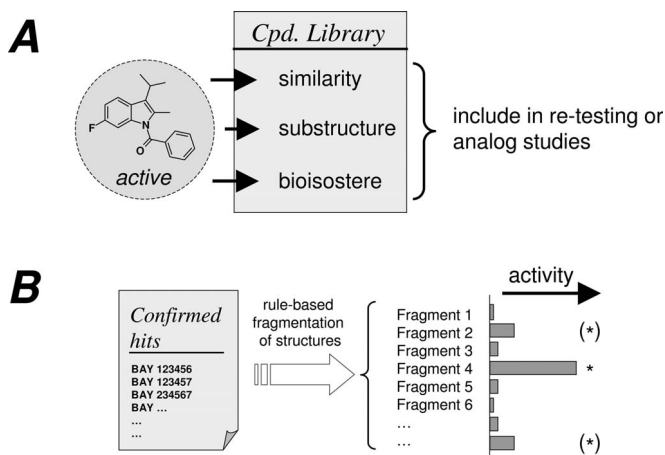 A
Cpd. Library
similarity
substructure
bioisostere
F
N
O
active
include in re-testing or
analog studies
B
Confirmed
hits
BAY 123456
BAY 123457
BAY 234567
BAY ...
...
...
rule-based
fragmentation
of structures
activity
Fragment 1
Fragment 2 (*)
Fragment 3
Fragment 4 *
Fragment 5
Fragment 6
...
... (*)